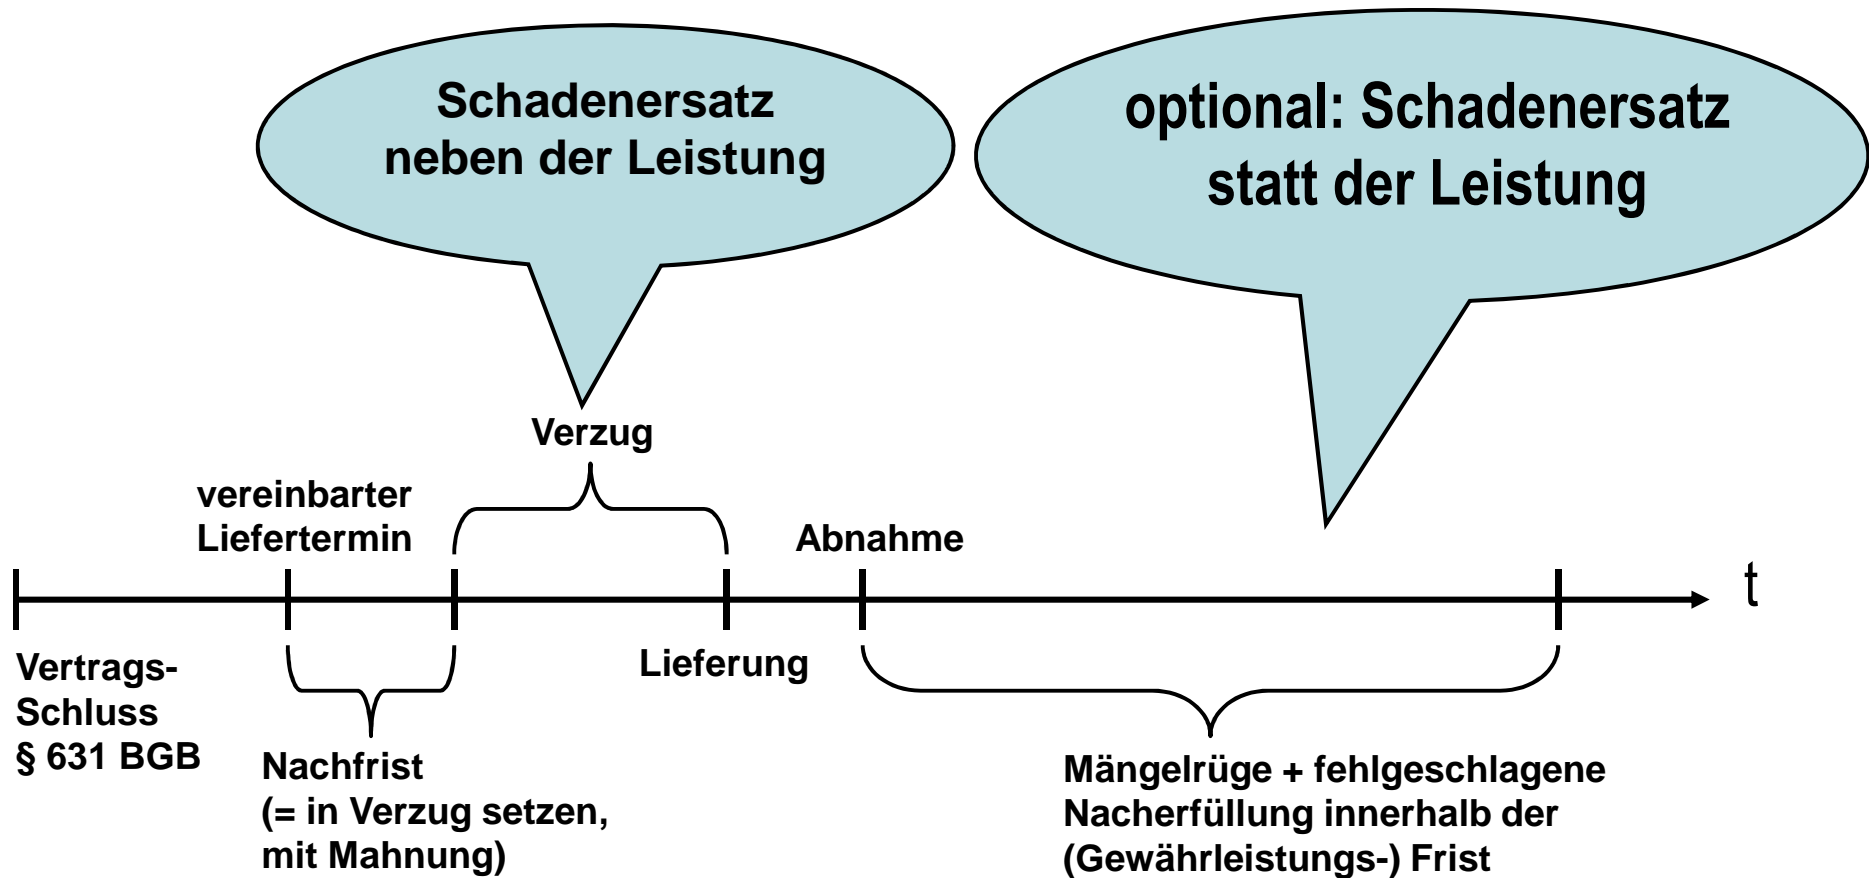 Schadenersatz
neben der Leistung
optional: Schadenersatz
statt der Leistung
Verzug
vereinbarter
Liefertermin
Abnahme
t
Vertrags-
Schluss
§ 631 BGB
Lieferung
Nachfrist
(= in Verzug setzen,
mit Mahnung)
Mängelrüge + fehlgeschlagene
Nacherfüllung innerhalb der
(Gewährleistungs-) Frist